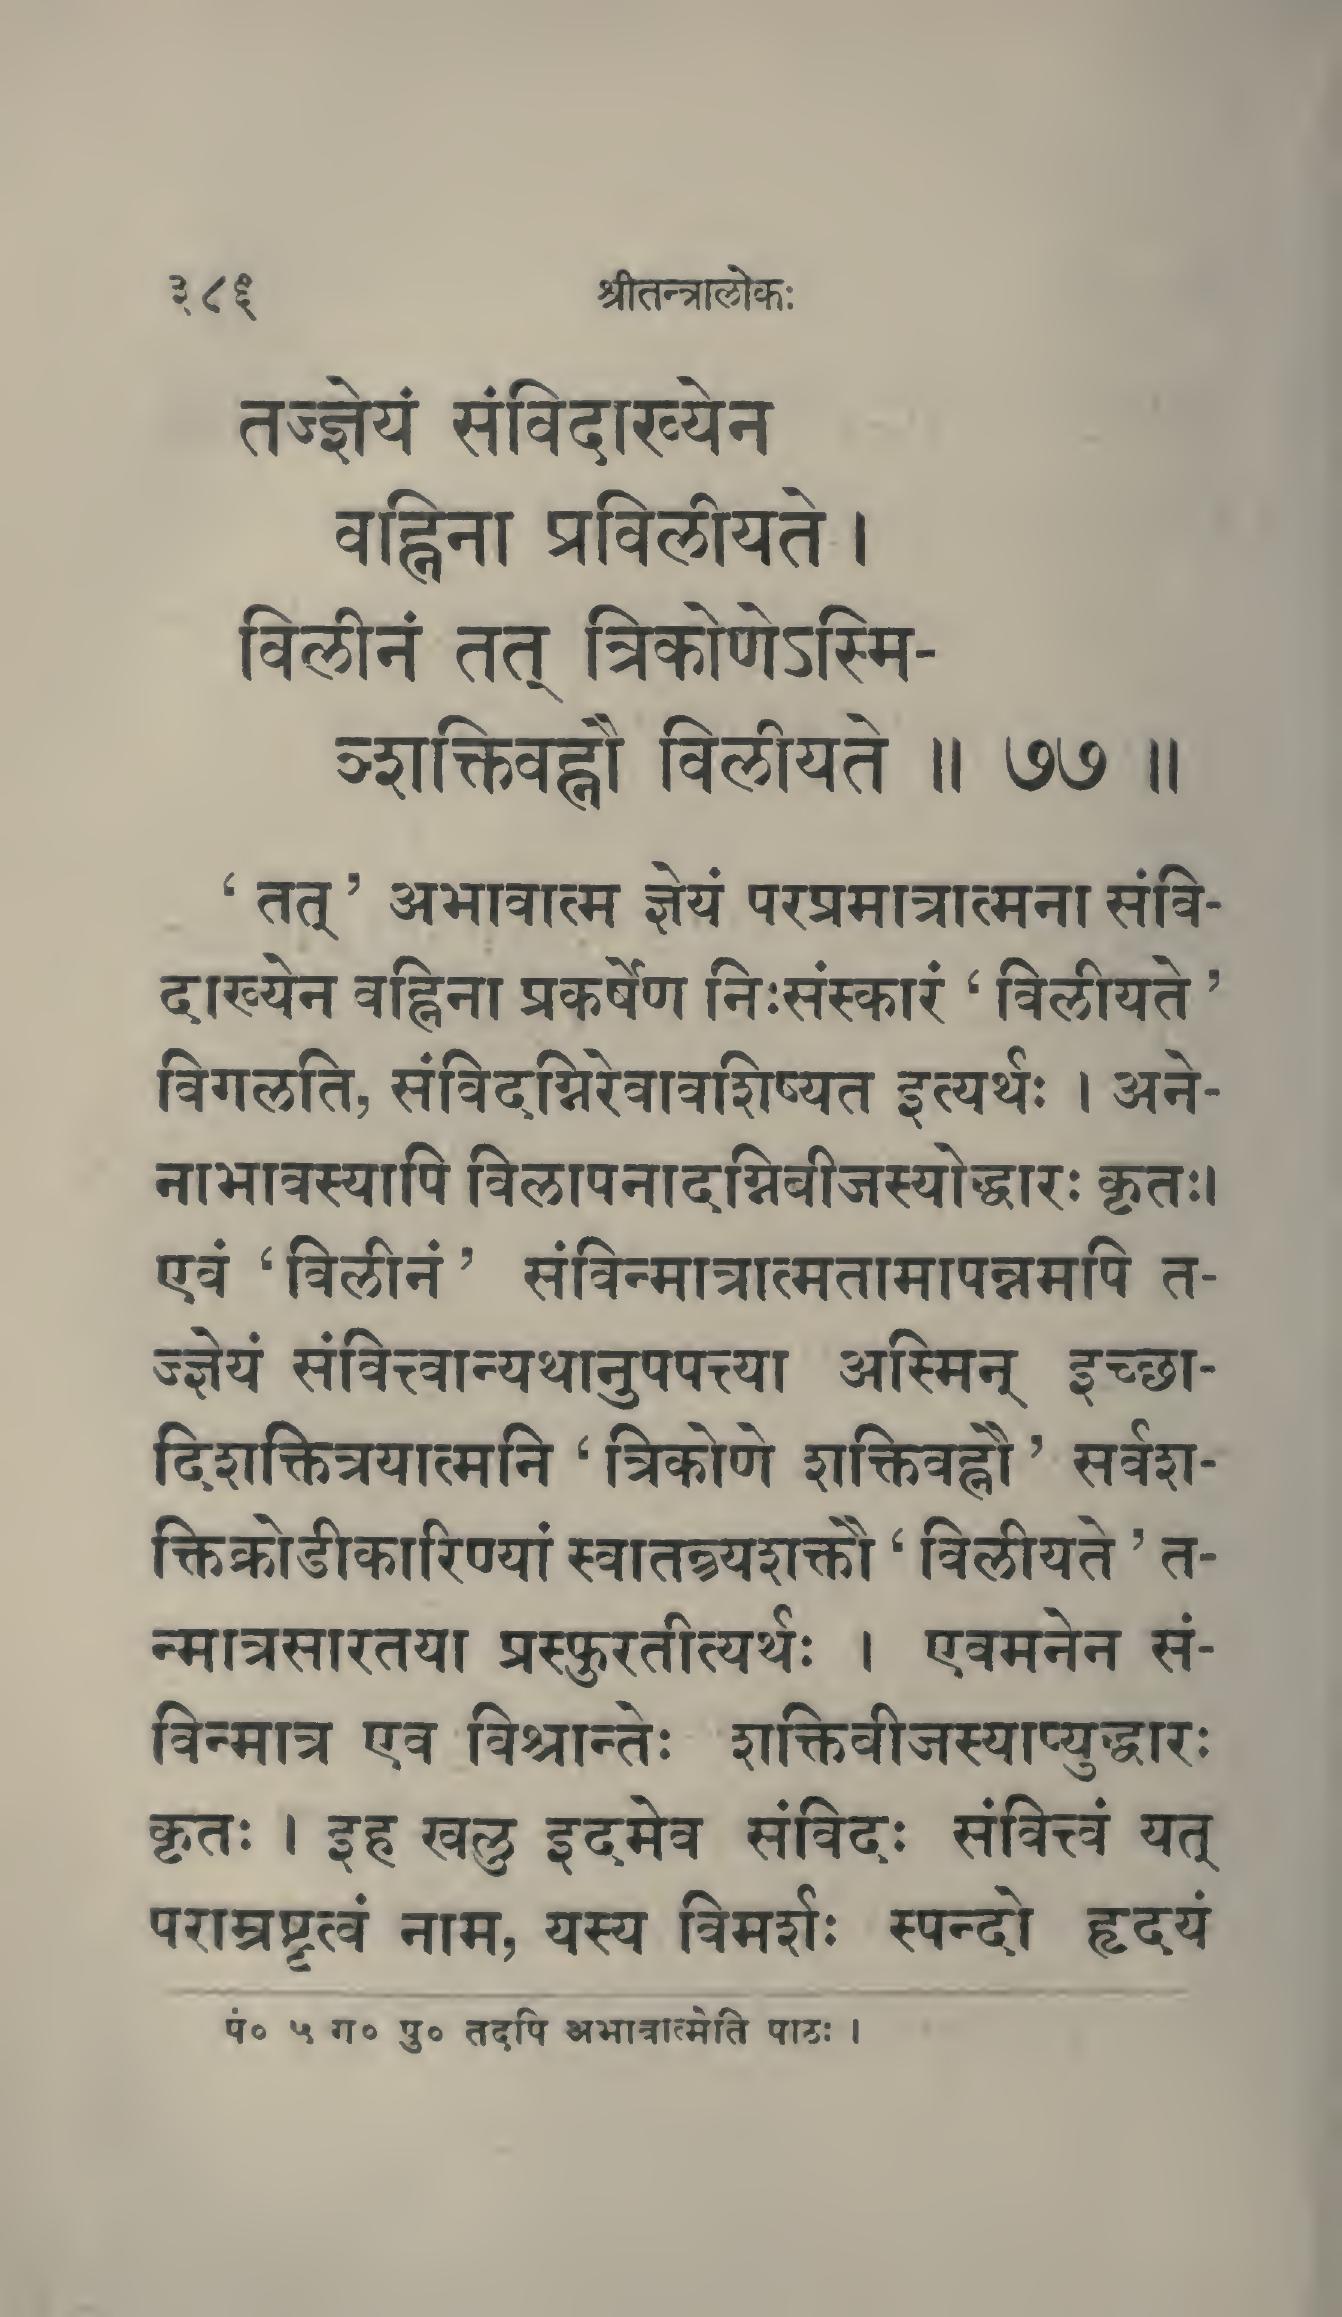 ३८६
श्रीतन्त्रालोकः
तज्ज्ञेयं संविदाख्येन
वह्निना प्रविलीयते ।
विलीनं तत् त्रिकोणेऽस्मि-
ञ्शक्तिवह्नौ विलीयते ॥ ७७ ॥
‘ तत् ’ अभावात्म ज्ञेयं परप्रमात्रात्मना संवि-
दाख्येन वह्निना प्रकर्षेण निःसंस्कारं ‘ विलीयते ’
विगलति, संविदग्निरेवावशिष्यत इत्यर्थः । अने-
नाभावस्यापि विलापनादग्निबीजस्योद्धारः कृतः।
एवं ‘विलीनं’ संविन्मात्रात्मतामापन्नमपि त-
ज्ज्ञेयं संवित्त्वान्यथानुपपत्त्या अस्मिन् इच्छा-
दिशक्तित्रयात्मनि ‘ त्रिकोणे शक्तिवह्नौ ’ सर्वश-
क्तिक्रोडीकारिण्यां स्वातन्त्र्यशक्तौ ‘ विलीयते ’ त-
न्मात्रसारतया प्रस्फुरतीत्यर्थः । एवमनेन सं-
विन्मात्र एव विश्रान्तेः शक्तिबीजस्याप्युद्धारः
कृतः । इह खलु इदमेव संविदः संवित्त्वं यत्
पराम्रष्टृत्वं नाम, यस्य विमर्शः स्पन्दो हृदयं
पं० ५ ग० पु० तदपि अभावात्मेति पाठः ।